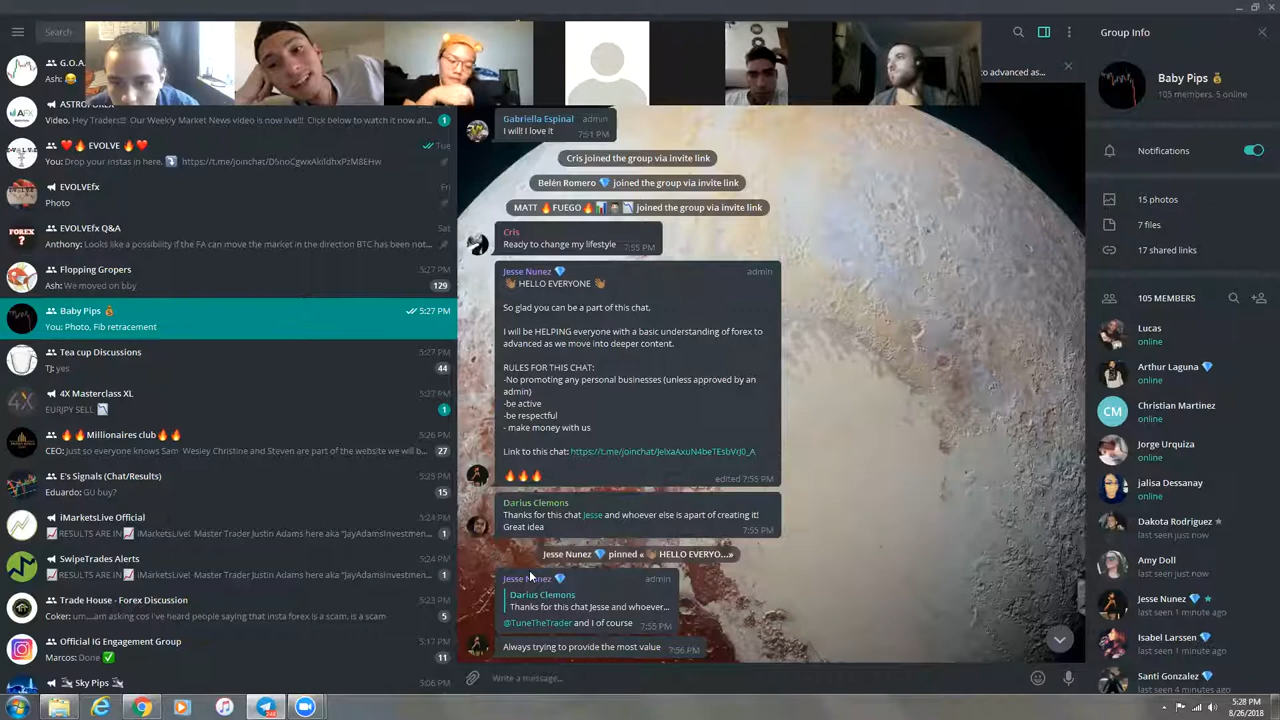 Search
G.O.A.
Ash: 😂
ASTROFOREX
Video, Hey Traders!!! Our Weekly Market News video is now live!!! Click below to watch it now ali...
1
❤️🔥 EVOLVE 🔥❤️
Tue
You: Drop your instas in here. ⤵️ https://t.me/joinchat/
EVOLVEfx
Fri
Photo
EVOLVEfx Q&A
Sat
Anthony: Looks like a possibility if the FA can move the market in the direction BTC has been not...
Flopping Gropers
5:27 PM
Ash: We moved on bby
129
Baby Pips 💰
5:27 PM
You: Photo, Fib retracement
Tea cup Discussions
5:27 PM
TJ: yes
44
4X Masterclass XL
5:27 PM
EURJPY SELL 📉
1
🔥🔥Millionaires club🔥🔥
5:26 PM
CEO: Just so everyone knows Sam Wesley Christine and Steven are part of the website we will b...
27
E's Signals (Chat/Results)
5:25 PM
Eduardo: GU buy?
15
iMarketsLive Official
5:24 PM
RESULTS ARE IN 📈 iMarketsLive! Master Trader Justin Adams here aka "JayAdamsInvestmen...
1
SwipeTrades Alerts
5:24 PM
RESULTS ARE IN 📈 iMarketsLive! Master Trader Justin Adams here aka "JayAdamsInvestmen...
1
Trade House - Forex Discussion
5:23 PM
Coker: um....am asking cos i've heard people saying that insta forex is a scam, is a scam
5
Official IG Engagement Group
5:17 PM
Marcos: Done ✅
11
Sky Pips
5:06 PM
to advanced as...
Gabriella Espinal admin
I will! I love it
7:51 PM
Cris joined the group via invite link
Belén Romero 💎 joined the group via invite link
MATT 🔥FUEGO🔥 joined the group via invite link
Cris
Ready to change my lifestyle 7:55 PM
Jesse Nunez 💎 admin
👋🏽 HELLO EVERYONE 👋🏽
So glad you can be a part of this chat,
I will be HELPING everyone with a basic understanding of forex to
advanced as we move into deeper content.
RULES FOR THIS CHAT:
-No promoting any personal businesses (unless approved by an
admin)
-be active
-be respectful
- make money with us
Link to this chat: https://t.me/joinchat/JelxaAxuN4beTEsbVrJ0_A
🔥🔥🔥
edited 7:55 PM
Darius Clemons
Thanks for this chat Jesse and whoever else is apart of creating it!
Great idea
7:55 PM
Jesse Nunez 💎 pinned « 👋🏽 HELLO EVERYO...»
Jesse Nunez 💎 admin
Darius Clemons
Thanks for this chat Jesse and whoever...
@TuneTheTrader and I of course 7:55 PM
Always trying to provide the most value 7:56 PM
Write a message...
Group Info
Baby Pips 💰
105 members, 5 online
Notifications
15 photos
7 files
17 shared links
105 MEMBERS
Lucas
online
Arthur Laguna 💎
online
CM
Christian Martinez
online
Jorge Urquiza
online
jalisa Dessanay
online
Dakota Rodriguez
last seen just now
Amy Doll
last seen just now
Jesse Nunez 💎
last seen 1 minute ago
Isabel Larssen 💎
last seen 1 minute ago
Santi Gonzalez 💎
last seen 4 minutes ago
5:28 PM
8/26/2018